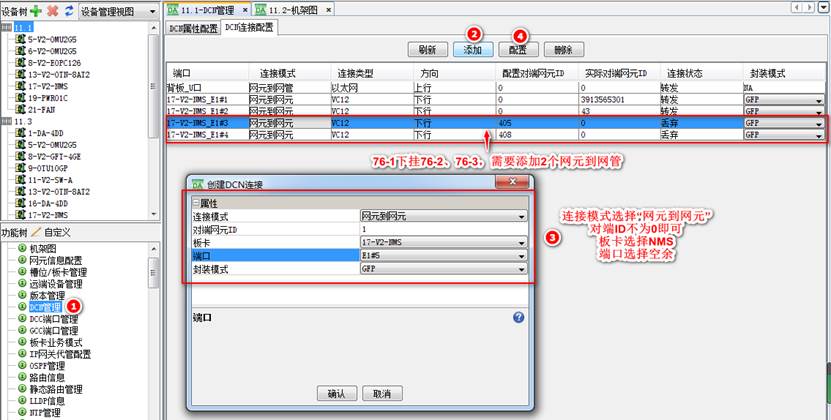 设备树
设备管理视图
11.1
5-V2-OMU2G5
6-V2-OMU2G5
8-V2-EOFC126
13-V2-OTN-8AT2
17-V2-NMS
19-PWR01C
21-FAN
11.3
1-DA-4DD
5-V2-OMU2G5
8-V2-GFT-4GE
9-OTU10GP
11-V2-SW-A
13-V2-OTN-8AT2
16-DA-4DD
17-V2-NMS
功能树
自定义
机架图
网元信息配置
槽位/板卡管理
远端设备管理
版本管理
DCN管理
1
DCC端口管理
GCC端口管理
板卡业务模式
IP网关代管配置
OSPF管理
路由信息
静态路由管理
LLDP信息
NTP管理
DA 11.1-DCN管理
DA 11.2-机架图
DCN属性配置
DCN连接配置
2
4
刷新
添加
配置
删除
端口 连接模式 连接类型 方向 配置对端网元ID 实际对端网元ID 连接状态 封装模式
背板_U口 网元到网管 以太网 上行 0 0 转发 NA
17-V2-NMS_E1#1 网元到网元 VC12 下行 0 3913565301 转发 GFP
17-V2-NMS_E1#2 网元到网元 VC12 下行 0 43 转发 GFP
17-V2-NMS_E1#3 网元到网元 VC12 下行 405 0 丢弃 GFP
17-V2-NMS_E1#4 网元到网元 VC12 下行 408 0 丢弃 GFP
76-1下挂76-2、76-3，需要添加2个网元到网管
DA 创建DCN连接
属性
连接模式 网元到网元
对端网元ID 1
板卡 17-V2-NMS
端口 E1#5
封装模式 GFP
3
连接模式选择“网元到网元”
对端ID不为0即可
板卡选择NMS
端口选择空余
端口
?
确认
取消